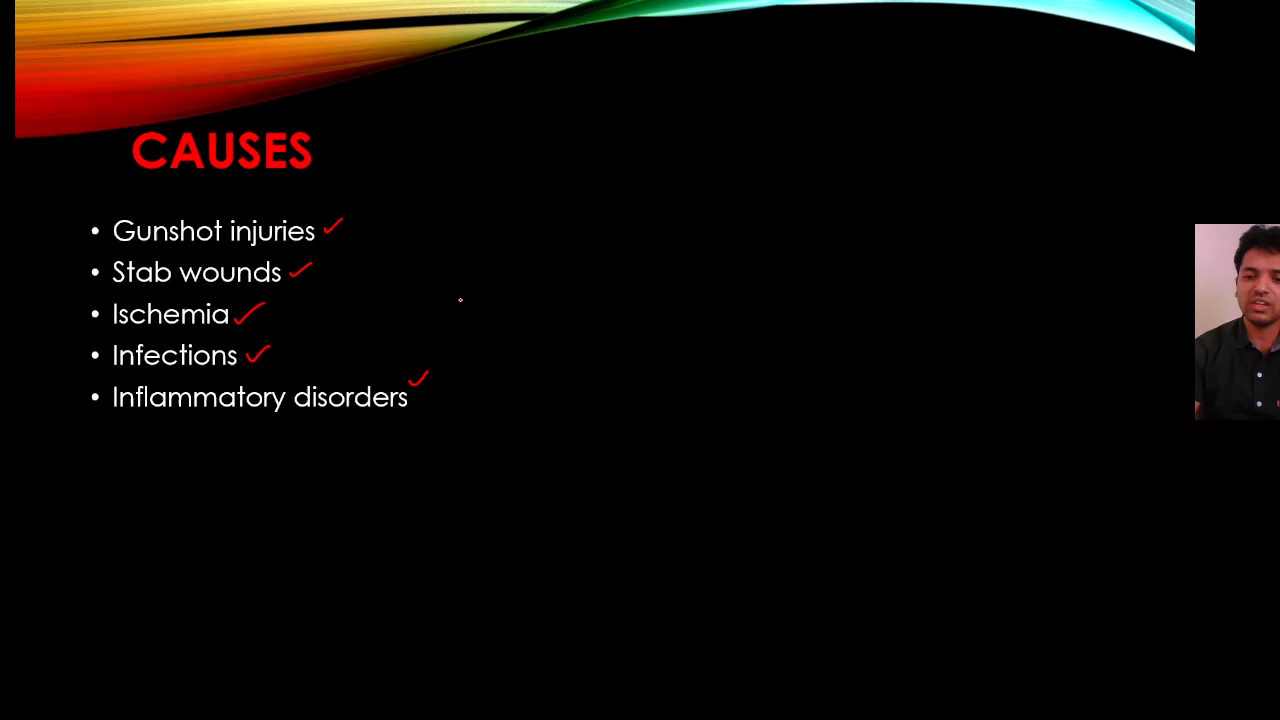 CAUSES
• Gunshot injuries
• Stab wounds
• Ischemia
• Infections
• Inflammatory disorders